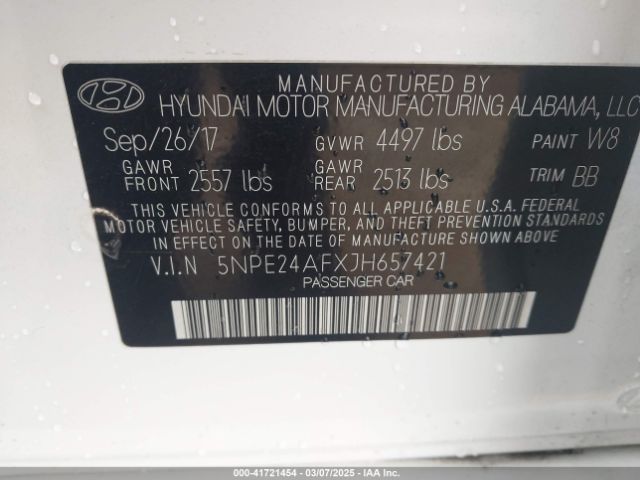 MANUFACTURED BY
HYUNDAI MOTOR MANUFACTURING ALABAMA, LLC
Sep/26/17 GVWR 4497 lbs PAINT W8
GAWR FRONT 2557 lbs GAWR REAR 2513 lbs TRIM BB
THIS VEHICLE CONFORMS TO ALL APPLICABLE U.S.A. FEDERAL
MOTOR VEHICLE SAFETY, BUMPER, AND THEFT PREVENTION STANDARDS
IN EFFECT ON THE DATE OF MANUFACTURE SHOWN ABOVE
V.I.N 5NPE24AFXJH657421
PASSENGER CAR
000-41721454 - 03/07/2025 - IAAI.com